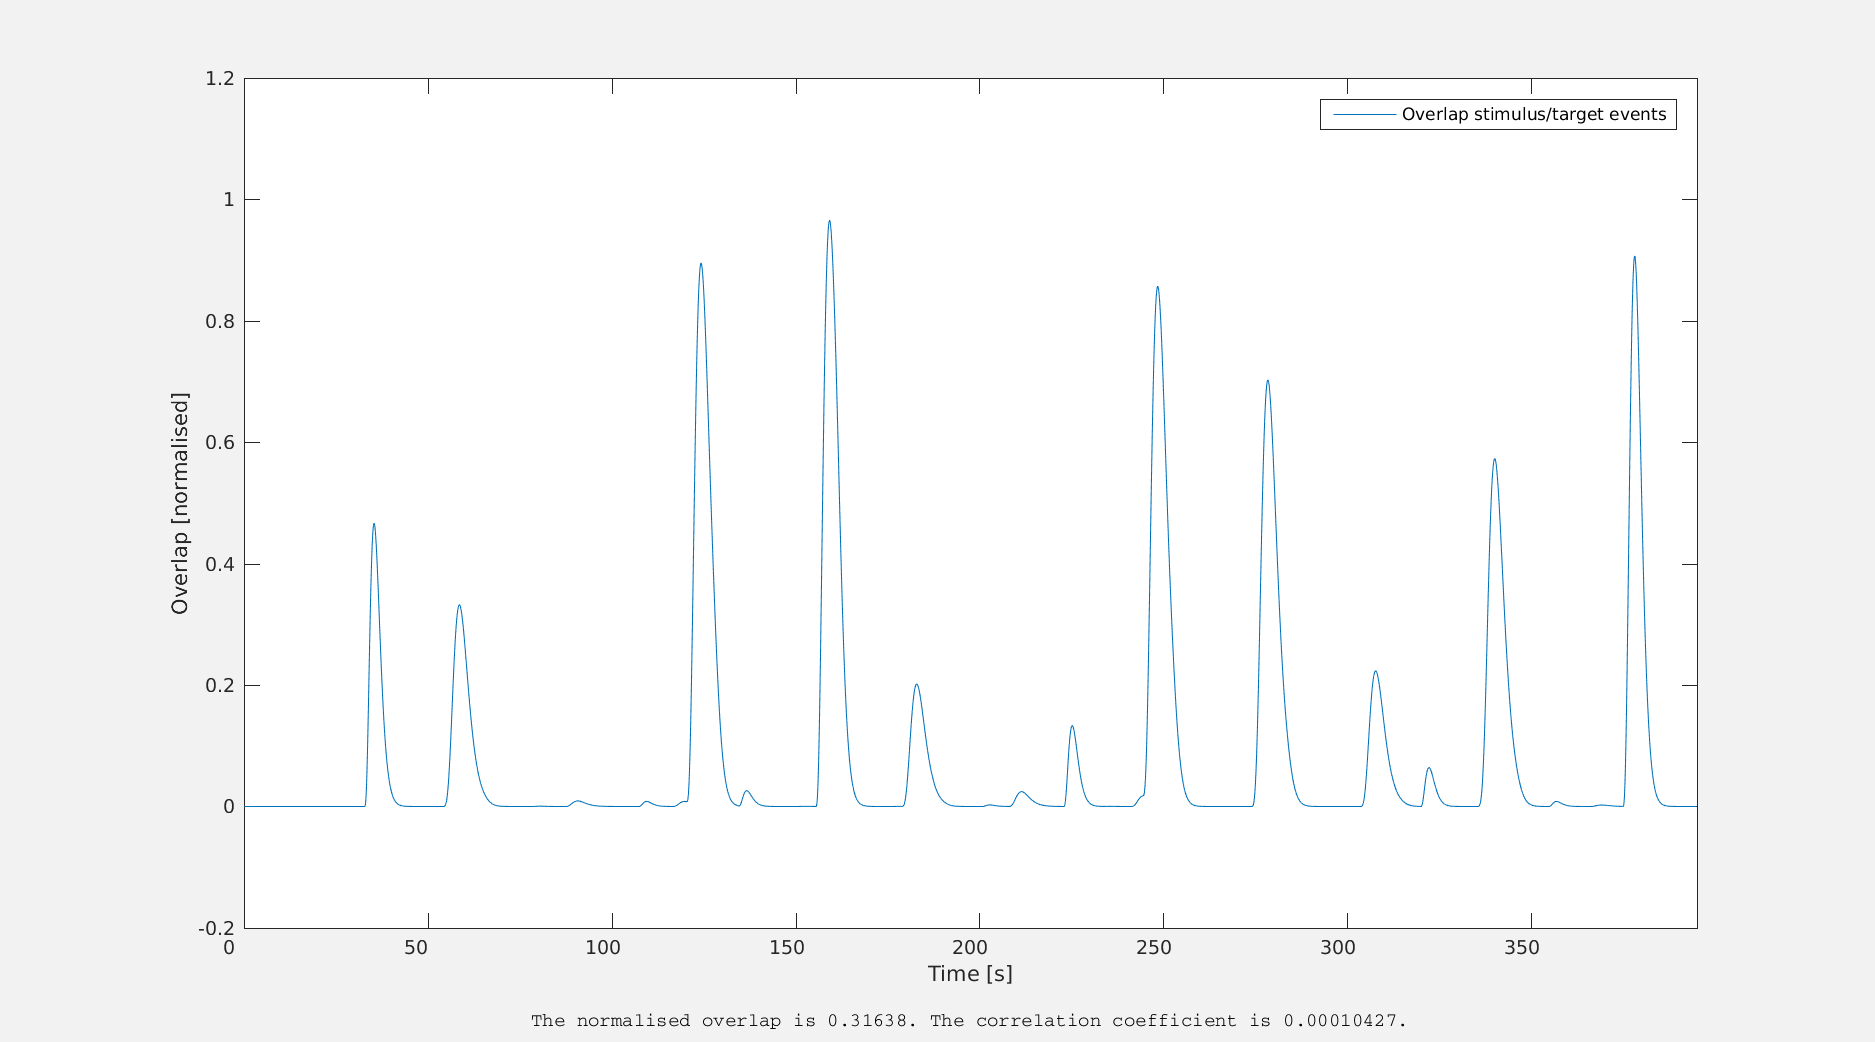 Overlap stimulus/target events
1.2
1
0.8
0.6
0.4
0.2
0
-0.2
Overlap [normalised]
0 50 100 150 200 250 300 350
Time [s]
The normalised overlap is 0.31638. The correlation coefficient is 0.00010427.